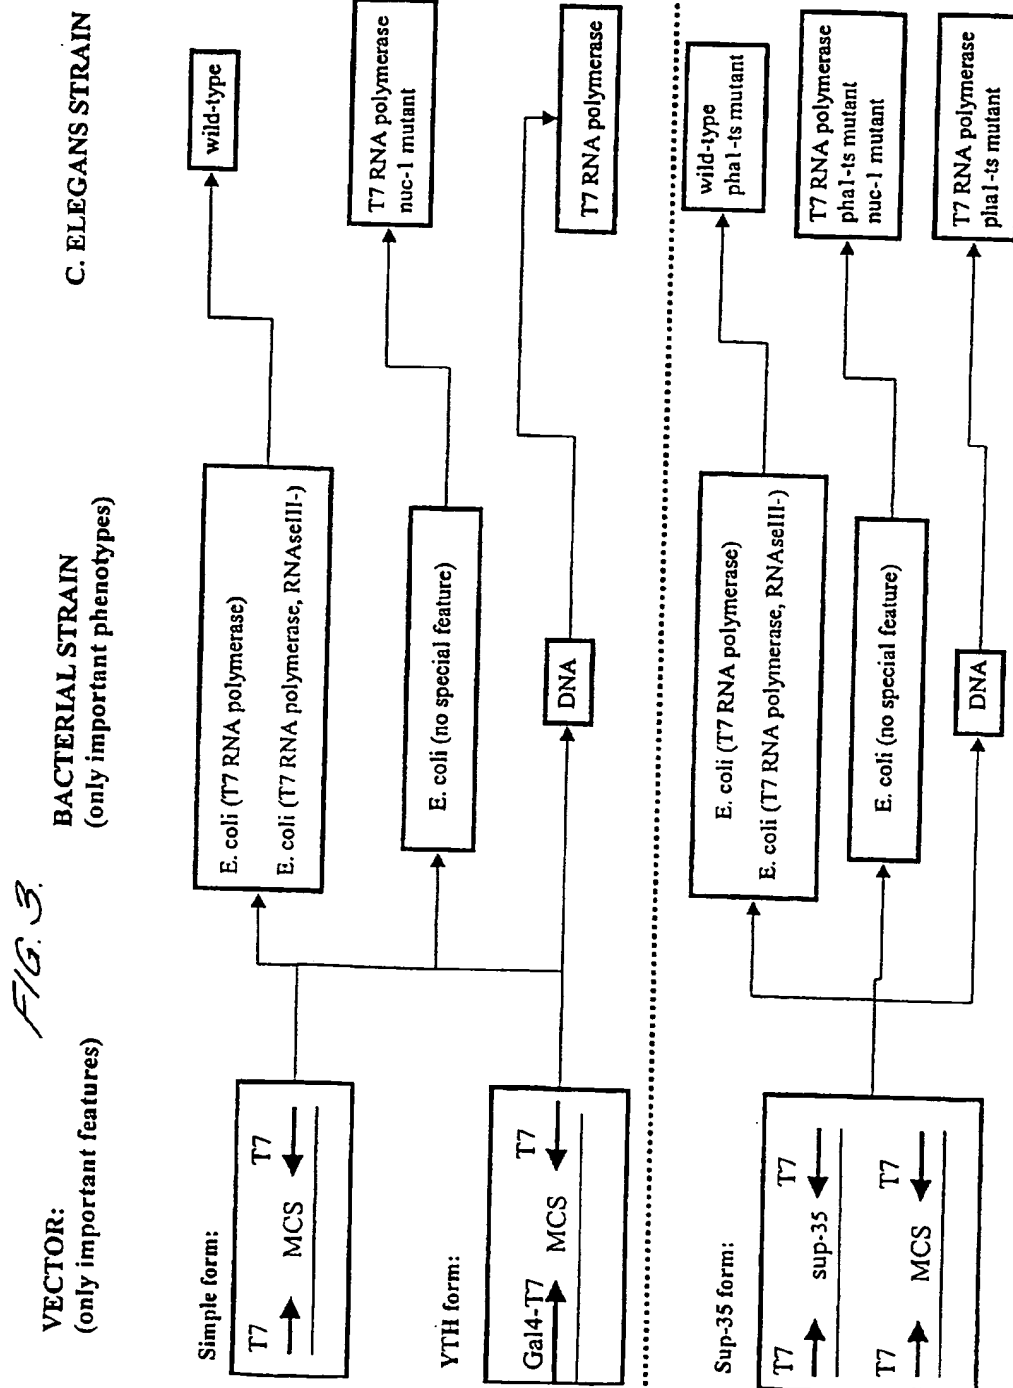 FIG. 3.
VECTOR:
(only important features)
BACTERIAL STRAIN
(only important phenotypes)
C. ELEGANS STRAIN
Simple form:
T7 T7
MCS
E. coli (T7 RNA polymerase)
E. coli (T7 RNA polymerase, RNAseIII-)
wild-type
E. coli (no special feature)
T7 RNA polymerase
nuc-1 mutant
YTH form:
Gal4-T7 T7
MCS
DNA
T7 RNA polymerase
Sup-35 form:
T7 T7
sup-35
T7 T7
MCS
E. coli (T7 RNA polymerase)
E. coli (T7 RNA polymerase, RNAseIII-)
wild-type
pha1-ts mutant
E. coli (no special feature)
T7 RNA polymerase
pha1-ts mutant
nuc-1 mutant
DNA
T7 RNA polymerase
pha1-ts mutant